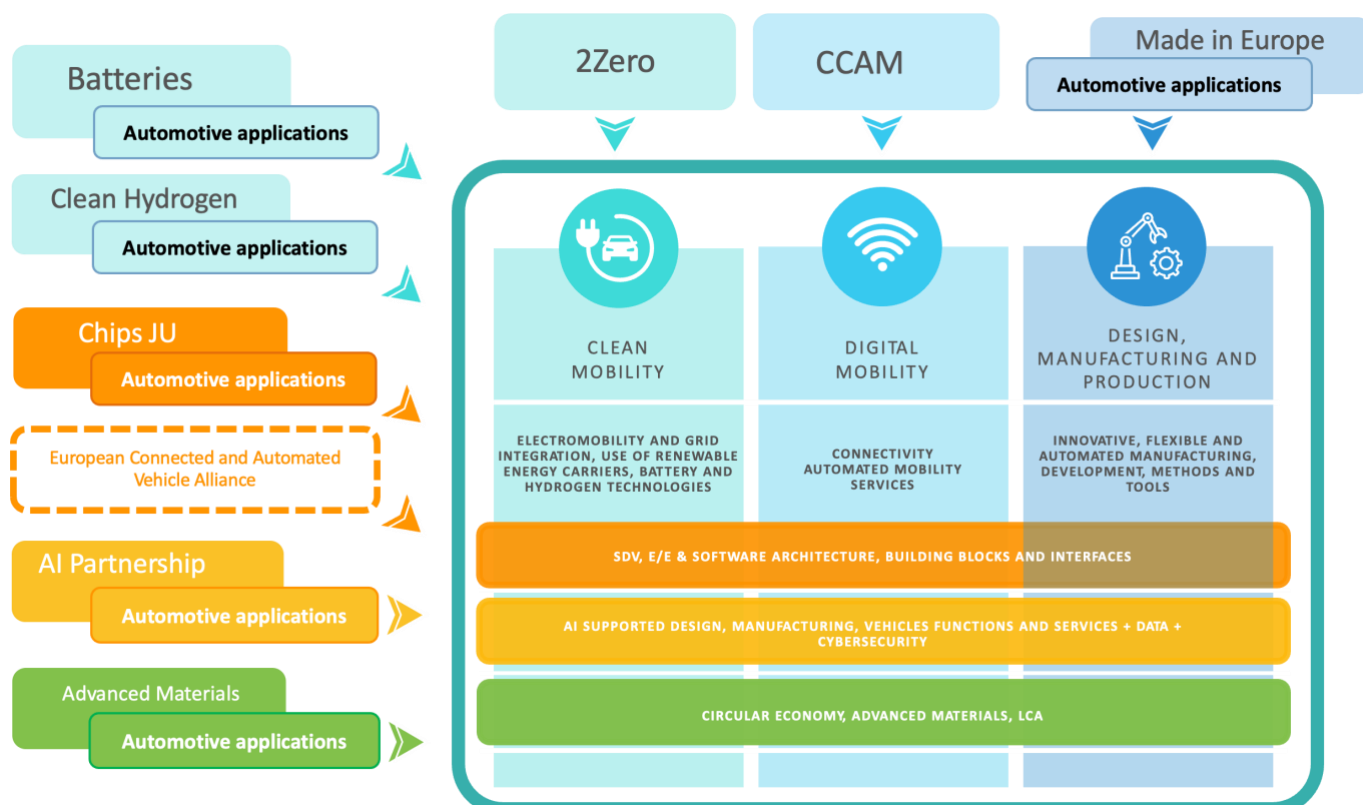 Batteries
Automotive applications
Clean Hydrogen
Automotive applications
Chips JU
Automotive applications
European Connected and Automated
Vehicle Alliance
AI Partnership
Automotive applications
Advanced Materials
Automotive applications
2Zero
CCAM
Made in Europe
Automotive applications
CLEAN
MOBILITY
DIGITAL
MOBILITY
DESIGN,
MANUFACTURING AND
PRODUCTION
ELECTROMOBILITY AND GRID
INTEGRATION, USE OF RENEWABLE
ENERGY CARRIERS, BATTERY AND
HYDROGEN TECHNOLOGIES
CONNECTIVITY
AUTOMATED MOBILITY
SERVICES
INNOVATIVE, FLEXIBLE AND
AUTOMATED MANUFACTURING,
DEVELOPMENT, METHODS AND
TOOLS
SDV, E/E & SOFTWARE ARCHITECTURE, BUILDING BLOCKS AND INTERFACES
AI SUPPORTED DESIGN, MANUFACTURING, VEHICLES FUNCTIONS AND SERVICES + DATA +
CYBERSECURITY
CIRCULAR ECONOMY, ADVANCED MATERIALS, LCA